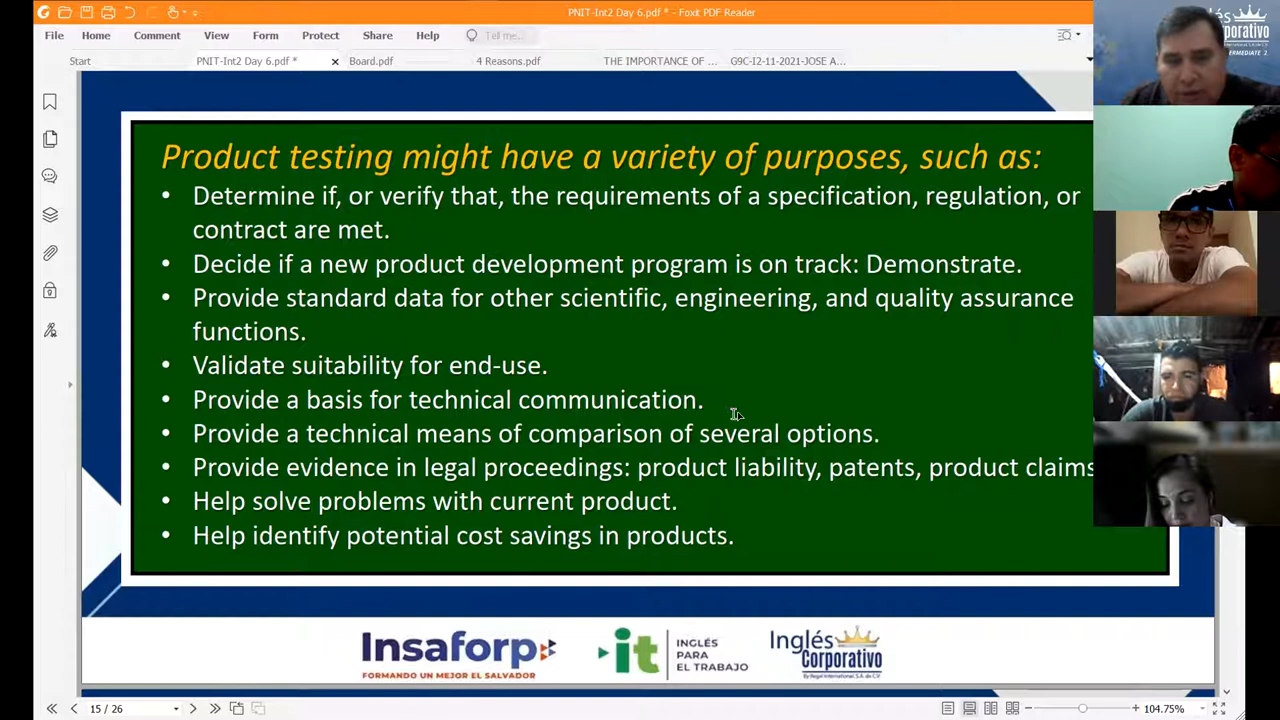 PNIT-Int2 Day 6.pdf * - Foxit PDF Reader
File Home Comment View Form Protect Share Help Tell me...
Start PNIT-Int2 Day 6.pdf * Board.pdf 4 Reasons.pdf THE IMPORTANCE OF ... G9C-I2-11-2021-JOSE A...
Inglés
Corporativo
Product testing might have a variety of purposes, such as:
• Determine if, or verify that, the requirements of a specification, regulation, or
contract are met.
• Decide if a new product development program is on track: Demonstrate.
• Provide standard data for other scientific, engineering, and quality assurance
functions.
• Validate suitability for end-use.
• Provide a basis for technical communication.
• Provide a technical means of comparison of several options.
• Provide evidence in legal proceedings: product liability, patents, product claims
• Help solve problems with current product.
• Help identify potential cost savings in products.
Insaforp
FORMANDO UN MEJOR EL SALVADOR
it
INGLÉS
PARA
EL TRABAJO
Inglés
Corporativo
By Regal International S.A. de C.V.
15 / 26
104.75%